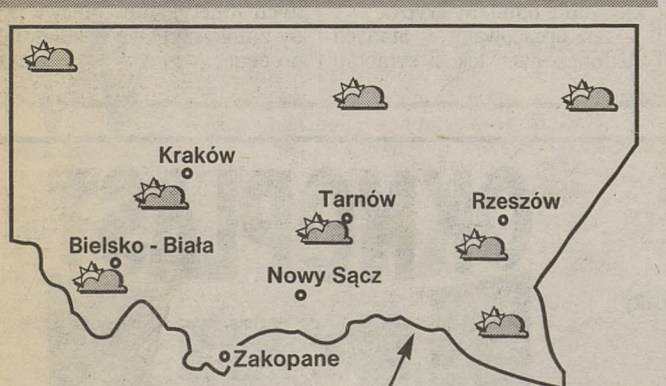 Kraków
Tarnów
Rzeszów
Bielsko - Biała
Nowy Sącz
Zakopane